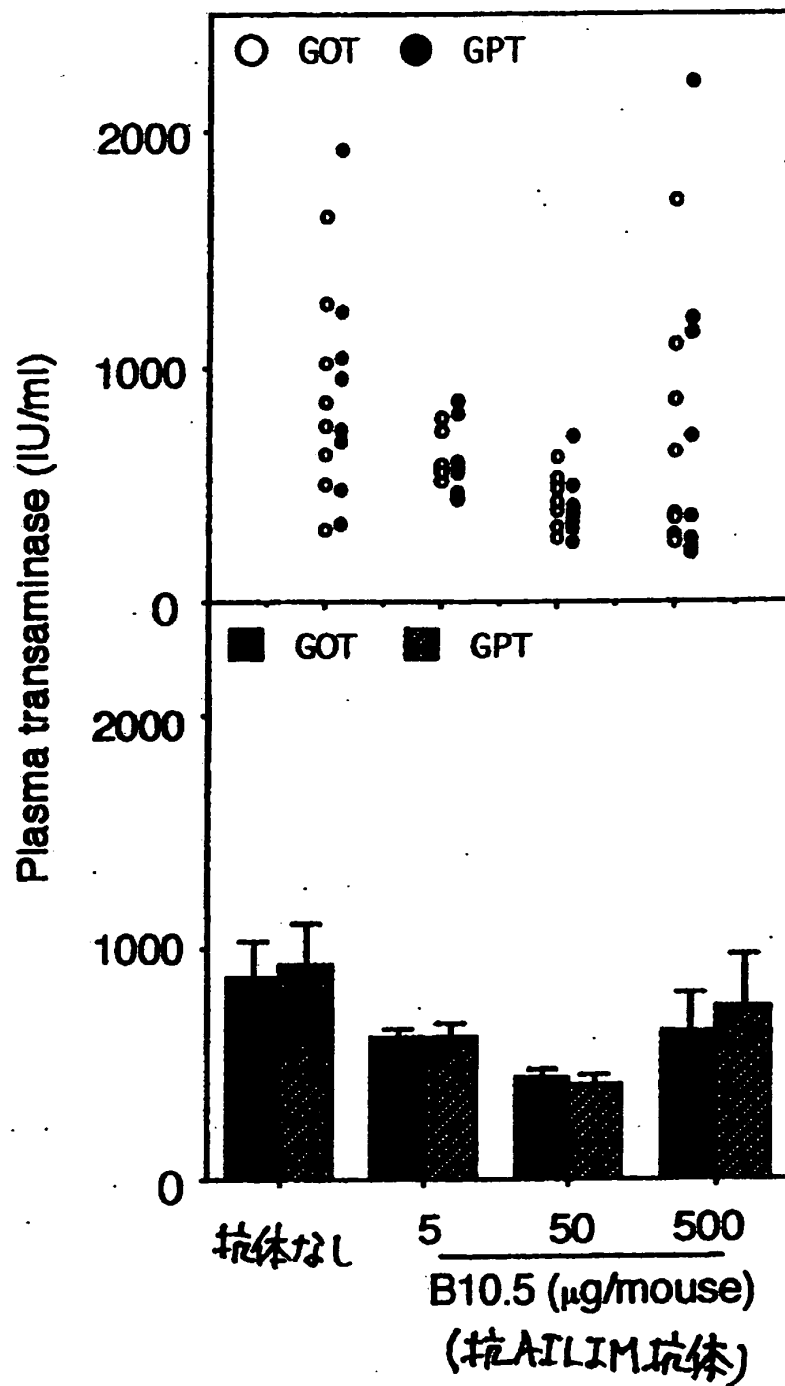 GOT GPT
2000
1000
0
GOT GPT
2000
1000
0
Plasma transaminase (IU/ml)
抗体なし 5 50 500
B10.5 (μg/mouse)
(抗AILIM抗体)